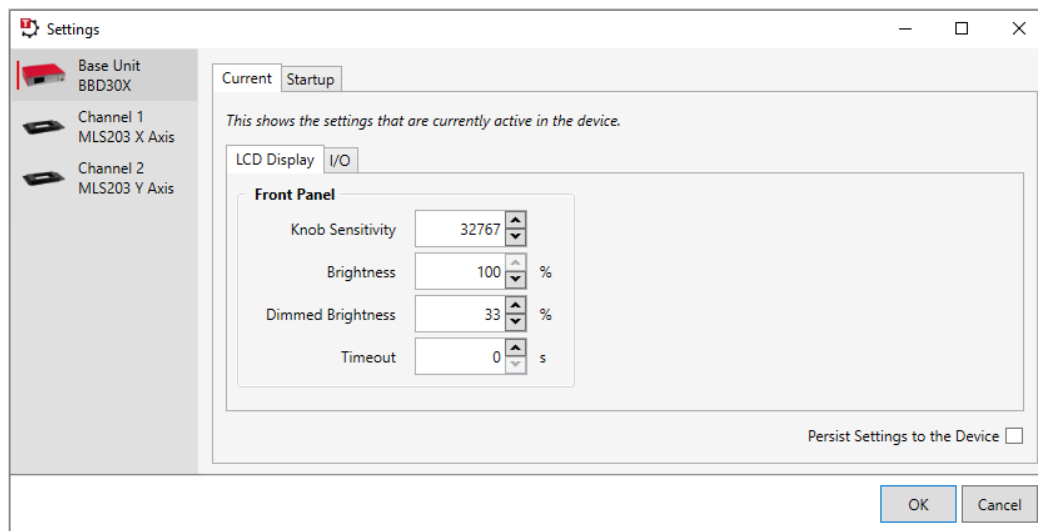 Settings
Base Unit
BBD30X
Channel 1
MLS203 X Axis
Channel 2
MLS203 Y Axis
Current Startup
This shows the settings that are currently active in the device.
LCD Display I/O
Front Panel
Knob Sensitivity 32767
Brightness 100 %
Dimmed Brightness 33 %
Timeout 0 s
Persist Settings to the Device
OK Cancel